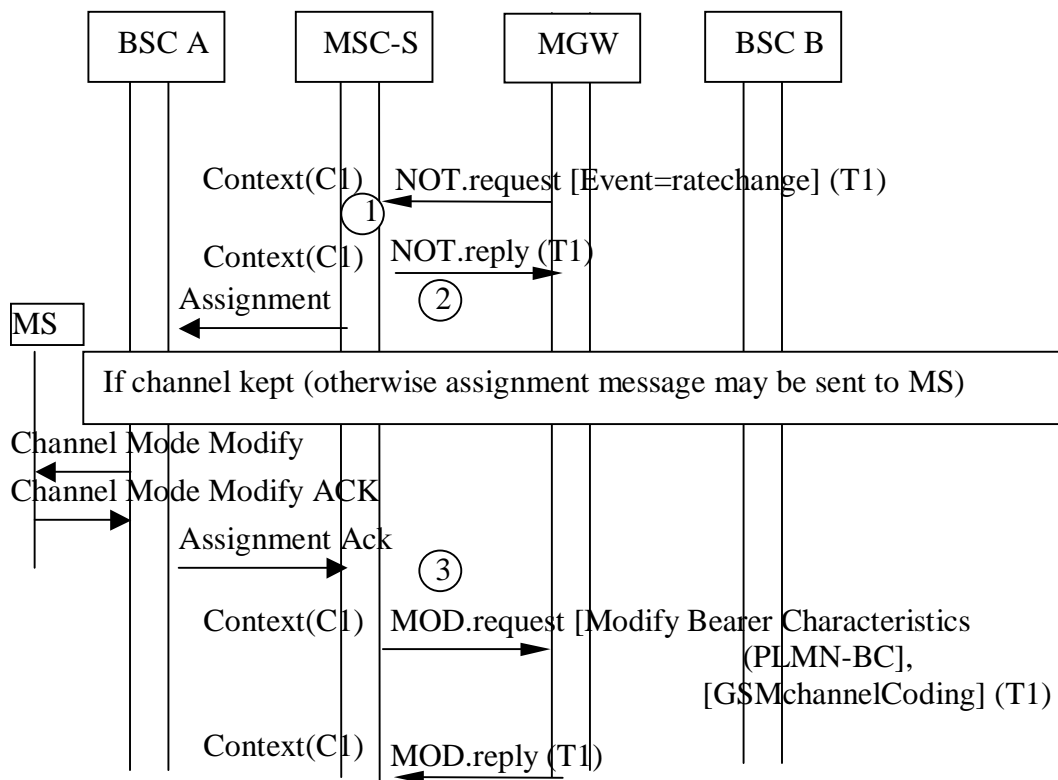 BSC A MSC-S MGW BSC B
Context(C1) NOT.request [Event=ratechange] (T1)
1
Context(C1) NOT.reply (T1)
2
Assignment
MS
If channel kept (otherwise assignment message may be sent to MS)
Channel Mode Modify
Channel Mode Modify ACK
Assignment Ack
3
Context(C1) MOD.request [Modify Bearer Characteristics
(PLMN-BC],
[GSMchannelCoding] (T1)
Context(C1) MOD.reply (T1)